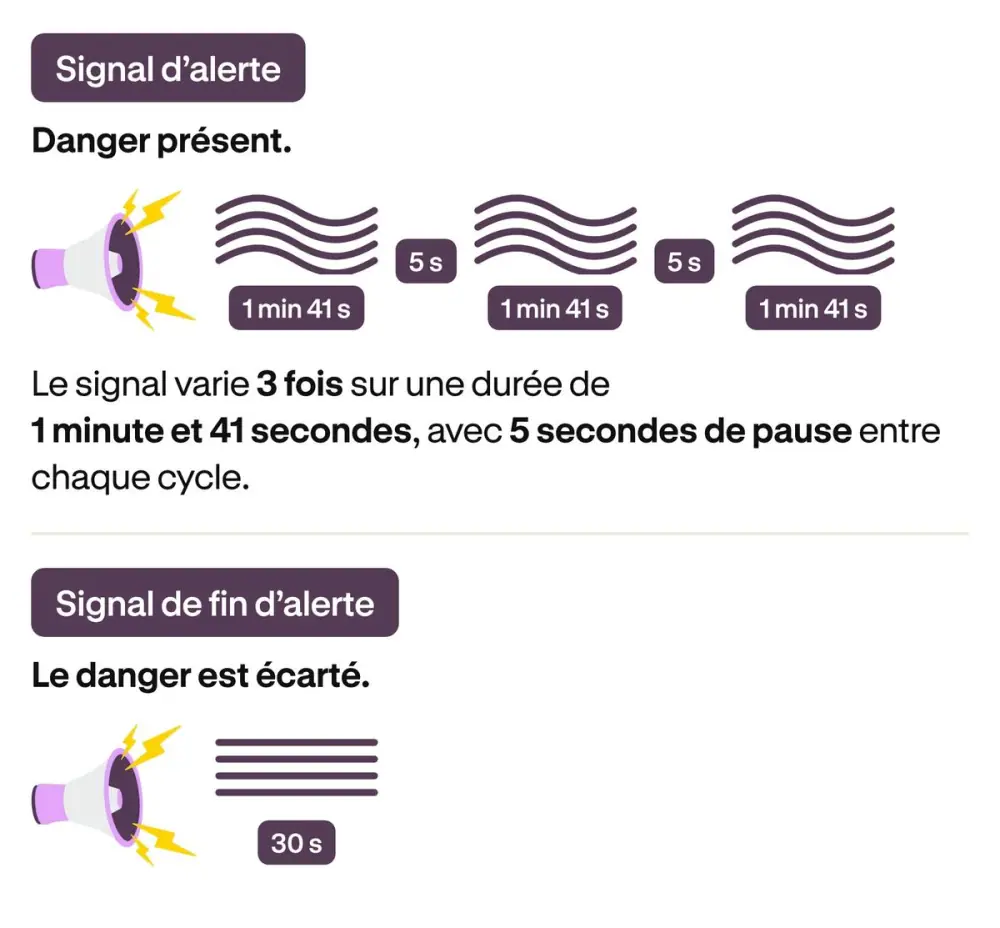 Signal d’alerte
Danger présent.
5 s
5 s
1 min 41 s
1 min 41 s
1 min 41 s
Le signal varie 3 fois sur une durée de
1 minute et 41 secondes, avec 5 secondes de pause entre
chaque cycle.
Signal de fin d’alerte
Le danger est écarté.
30 s